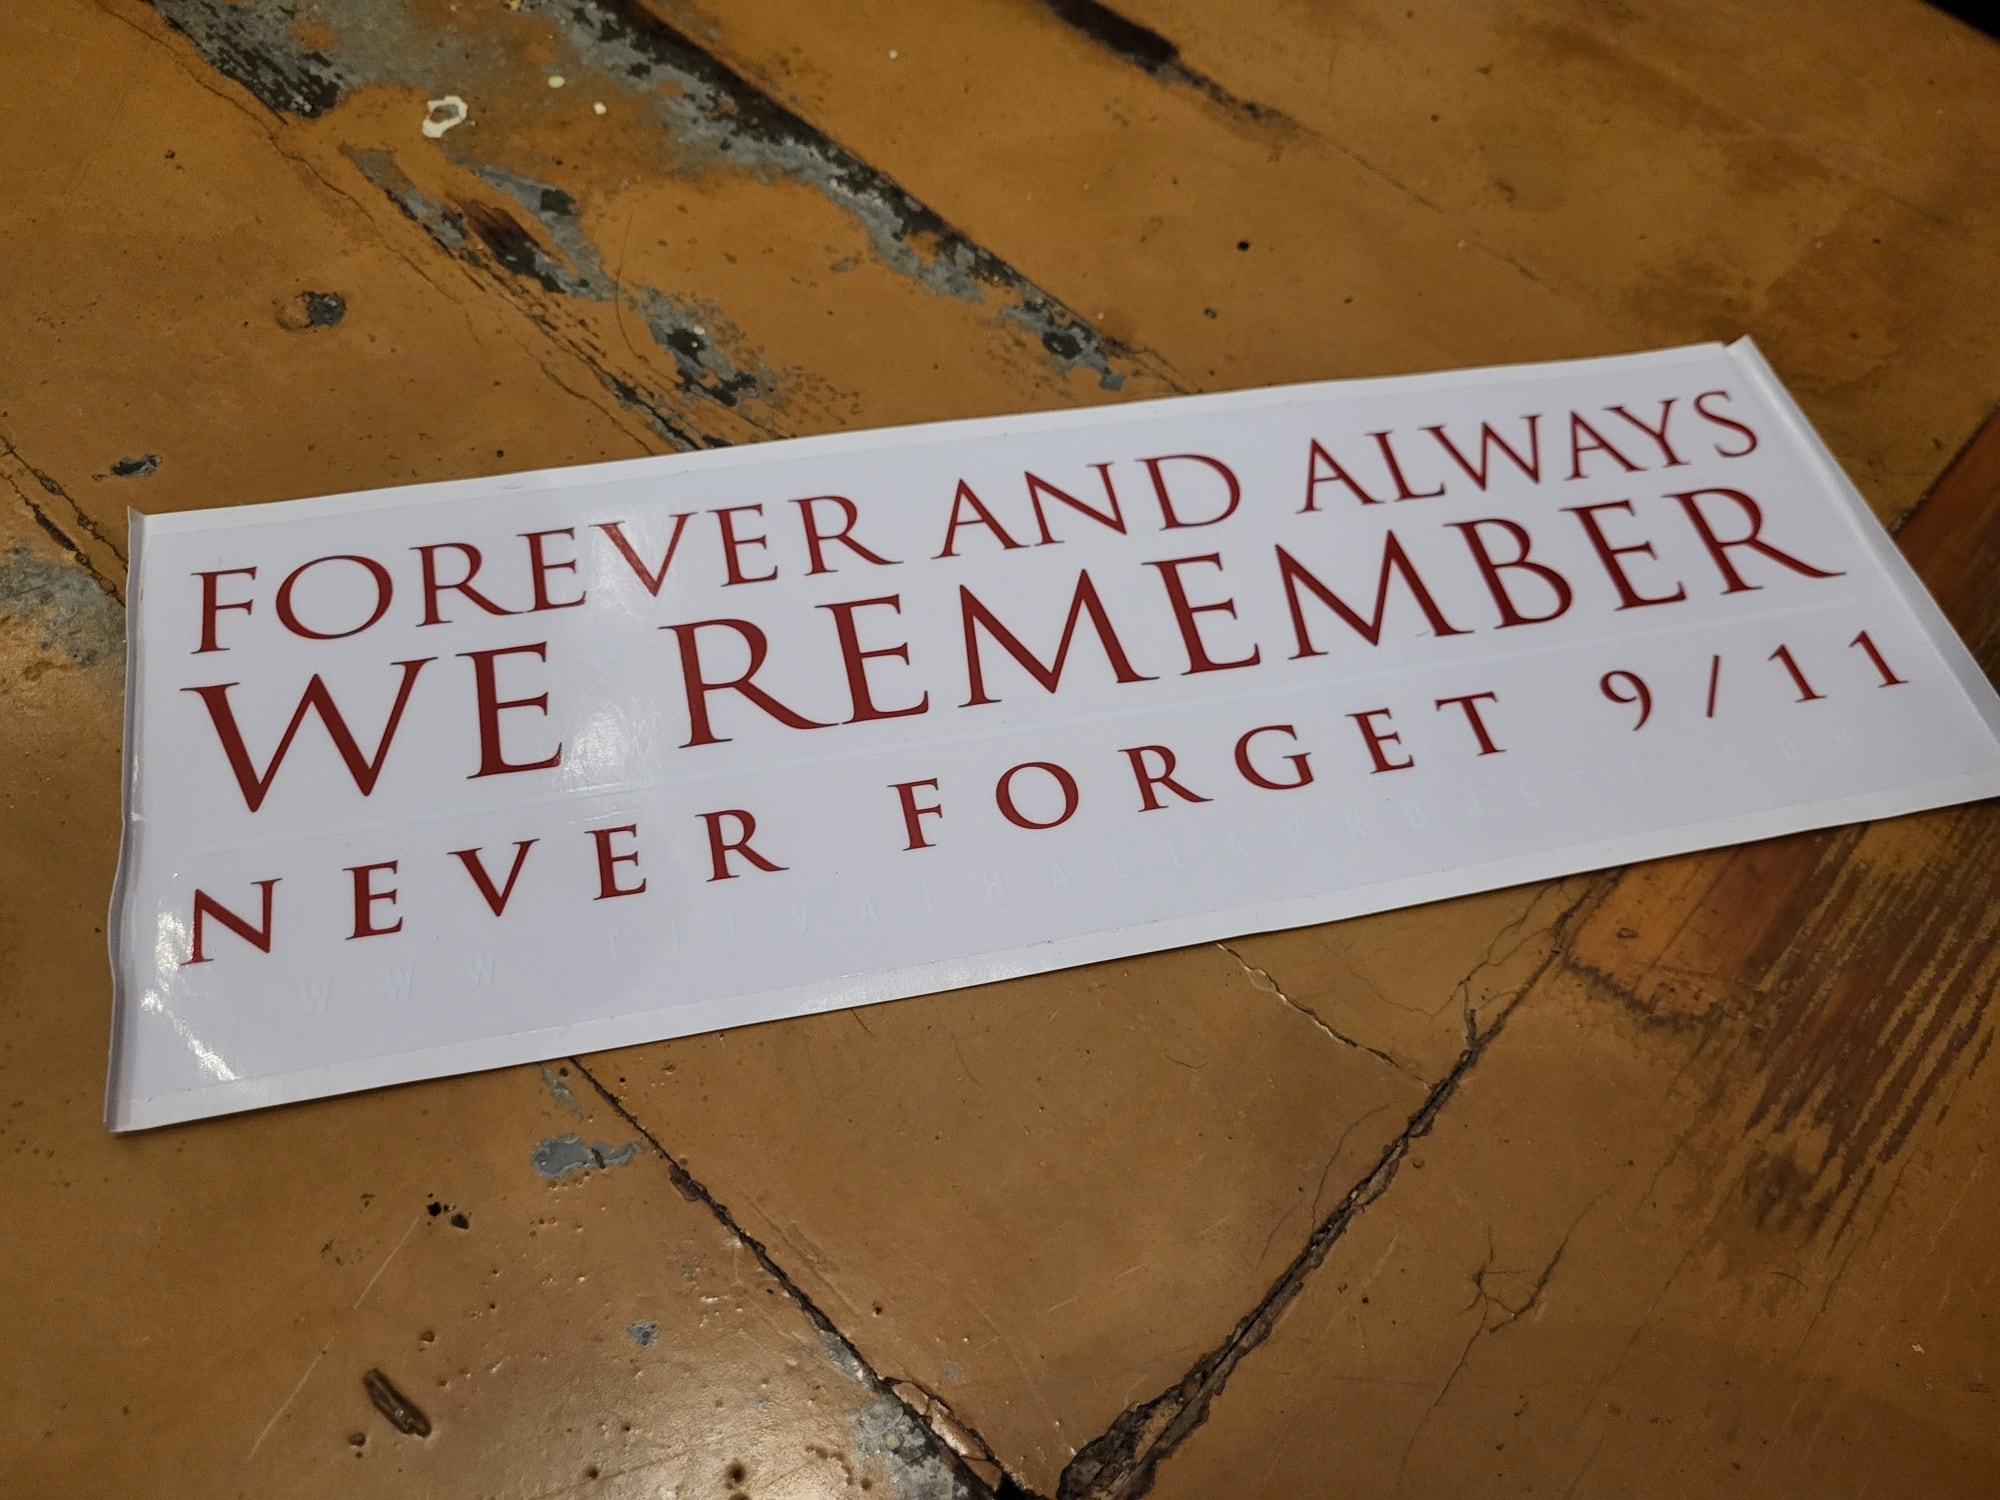 FOREVER AND ALWAYS
WE REMEMBER
NEVER FORGET 9/11